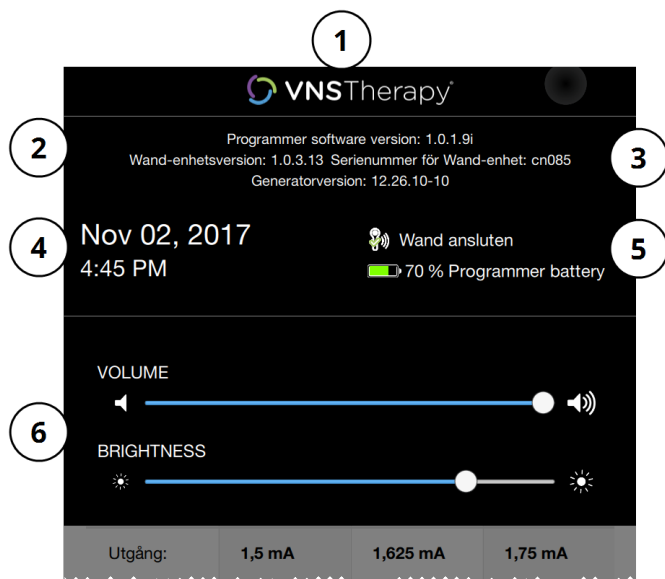 1
VNSTherapy
2
3
Programmer software version: 1.0.1.9i
Wand-enhetsversion: 1.0.3.13 Serienummer för Wand-enhet: cn085
Generatorversion: 12.26.10-10
4
5
Nov 02, 2017
4:45 PM
Wand ansluten
70 % Programmer battery
VOLUME
6
BRIGHTNESS
Utgång: 1,5 mA 1,625 mA 1,75 mA